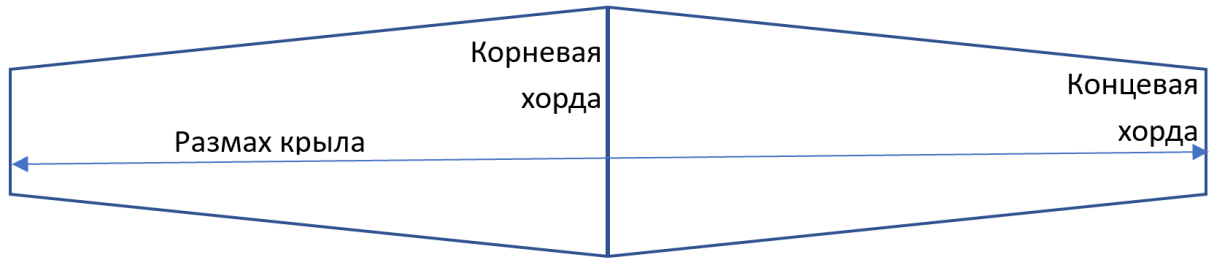 Корневая
хорда
Концевая
хорда
Размах крыла